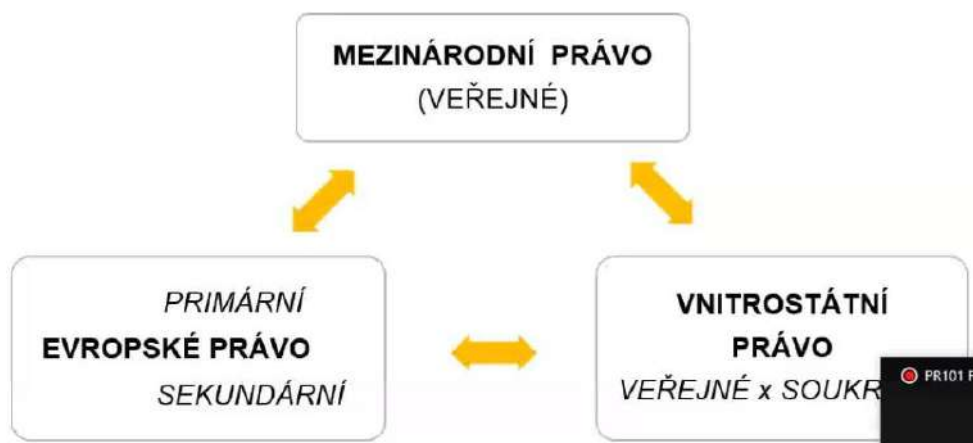 MEZINÁRODNÍ PRÁVO
(VEŘEJNÉ)
PRIMÁRNÍ
EVROPSKÉ PRÁVO
SEKUNDÁRNÍ
VNITROSTÁTNÍ
PRÁVO
VEŘEJNÉ x SOUKR
PR101 P